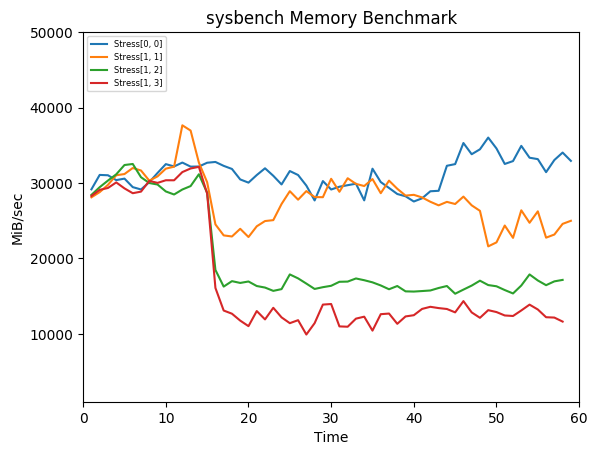 sysbench Memory Benchmark
Stress[0, 0]
Stress[1, 1]
Stress[1, 2]
Stress[1, 3]
MiB/sec
50000
40000
30000
20000
10000
0 10 20 30 40 50 60
Time